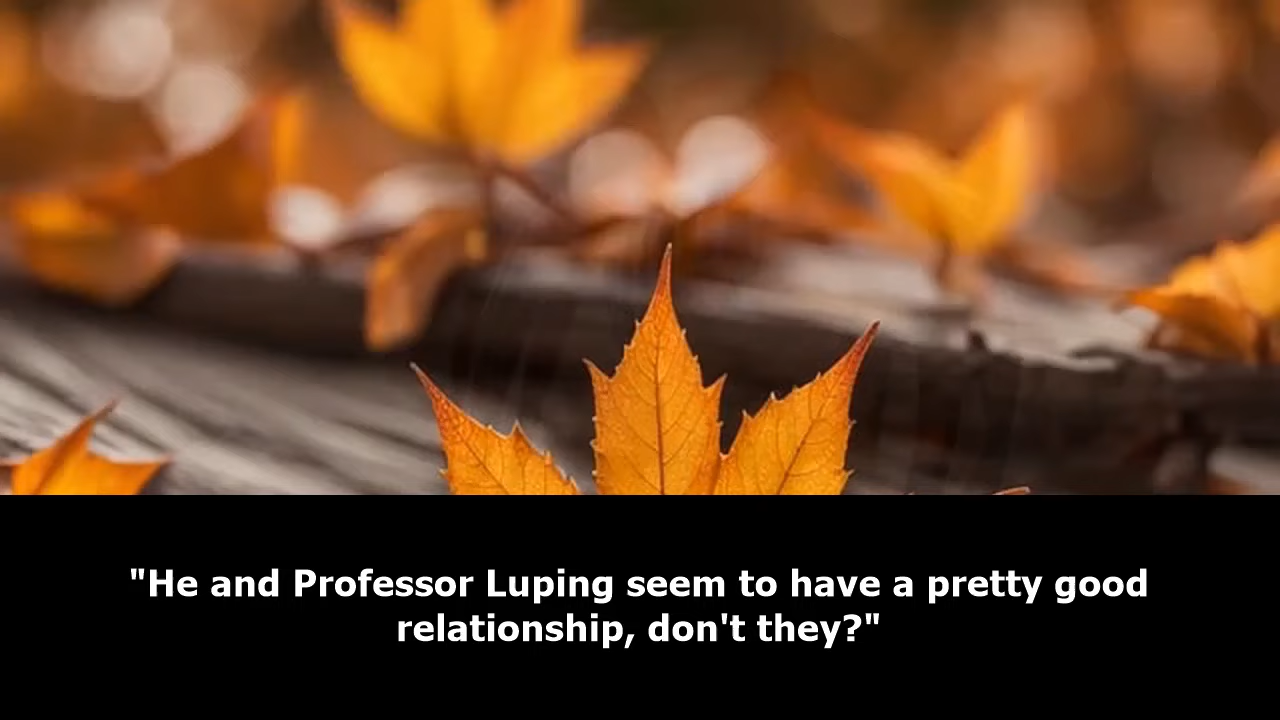 "He and Professor Luping seem to have a pretty good
relationship, don't they?"